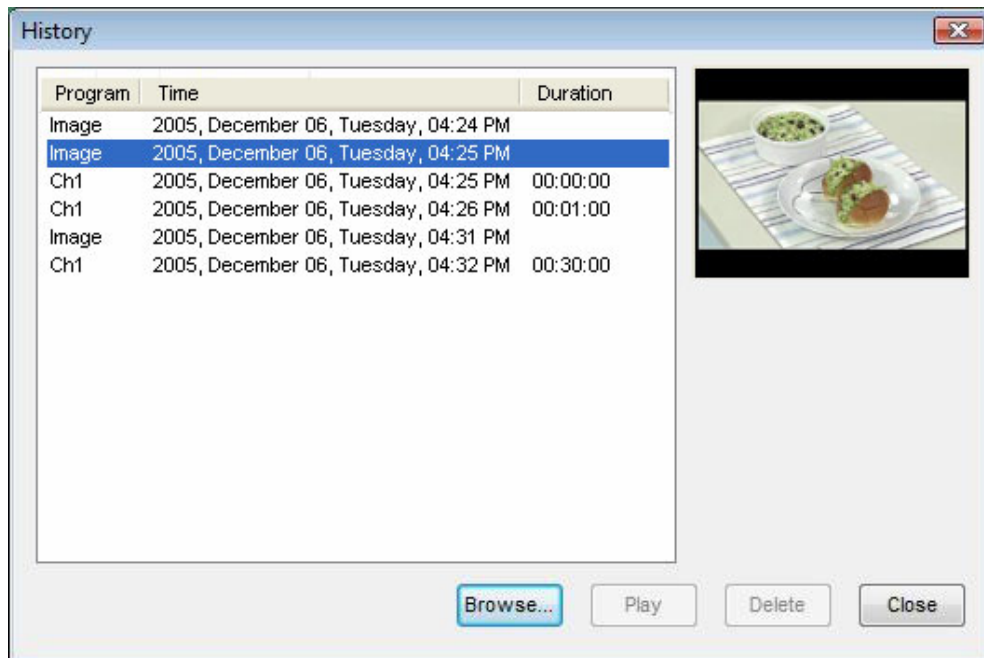 History
Program Time Duration
Image 2005, December 06, Tuesday, 04:24 PM
Image 2005, December 06, Tuesday, 04:25 PM
Ch1 2005, December 06, Tuesday, 04:25 PM 00:00:00
Ch1 2005, December 06, Tuesday, 04:26 PM 00:01:00
Image 2005, December 06, Tuesday, 04:31 PM
Ch1 2005, December 06, Tuesday, 04:32 PM 00:30:00
Browse... Play Delete Close